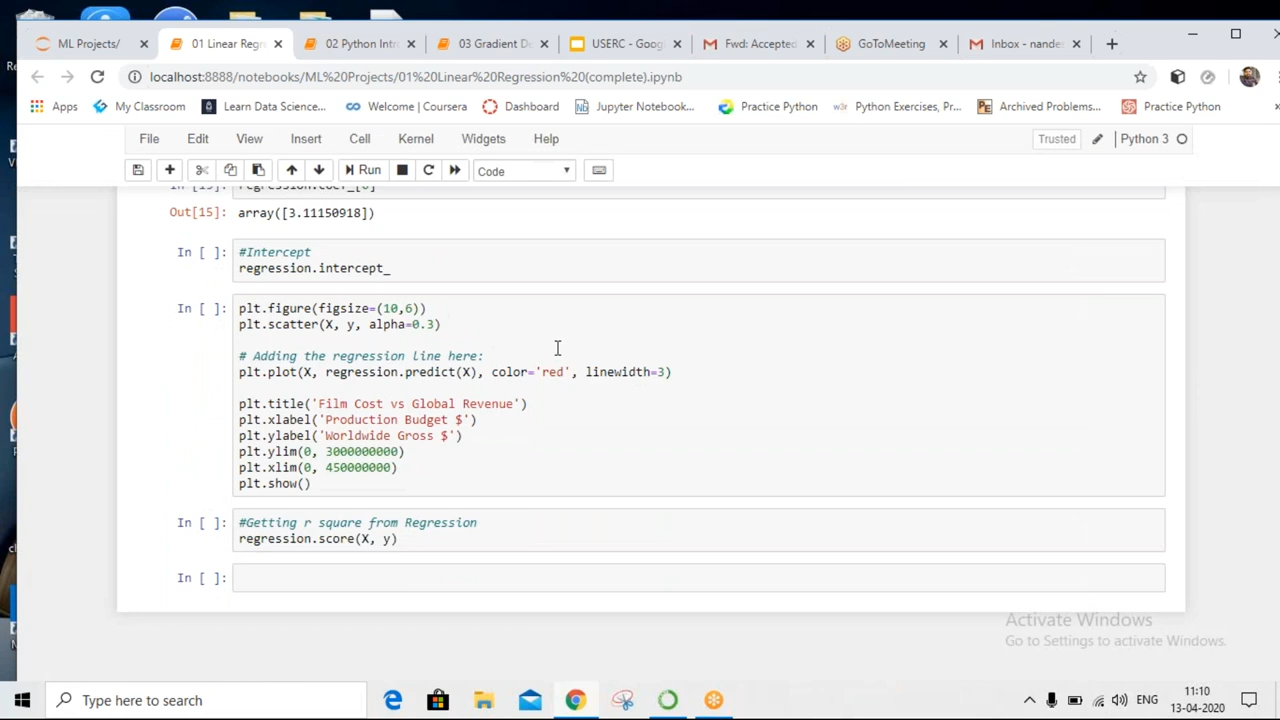 ML Projects/
01 Linear Regr
02 Python Intr
03 Gradient De
USERC - Goog
Fwd: Accepted
GoToMeeting
Inbox - nande
localhost:8888/notebooks/ML%20Projects/01%20Linear%20Regression%20(complete).ipynb
Apps
My Classroom
Learn Data Science...
Welcome | Coursera
Dashboard
Jupyter Notebook...
Practice Python
Python Exercises, Pr...
Archived Problems...
Practice Python
File
Edit
View
Insert
Cell
Kernel
Widgets
Help
Trusted
Python 3
Run
Code
In [15]: regression.coef_[0]
Out[15]: array([3.11150918])
In [ ]: #Intercept
regression.intercept_
In [ ]: plt.figure(figsize=(10,6))
plt.scatter(X, y, alpha=0.3)
# Adding the regression line here:
plt.plot(X, regression.predict(X), color='red', linewidth=3)
plt.title('Film Cost vs Global Revenue')
plt.xlabel('Production Budget $')
plt.ylabel('Worldwide Gross $')
plt.ylim(0, 3000000000)
plt.xlim(0, 450000000)
plt.show()
In [ ]: #Getting r square from Regression
regression.score(X, y)
In [ ]:
Activate Windows
Go to Settings to activate Windows.
Type here to search
ENG
11:10
13-04-2020